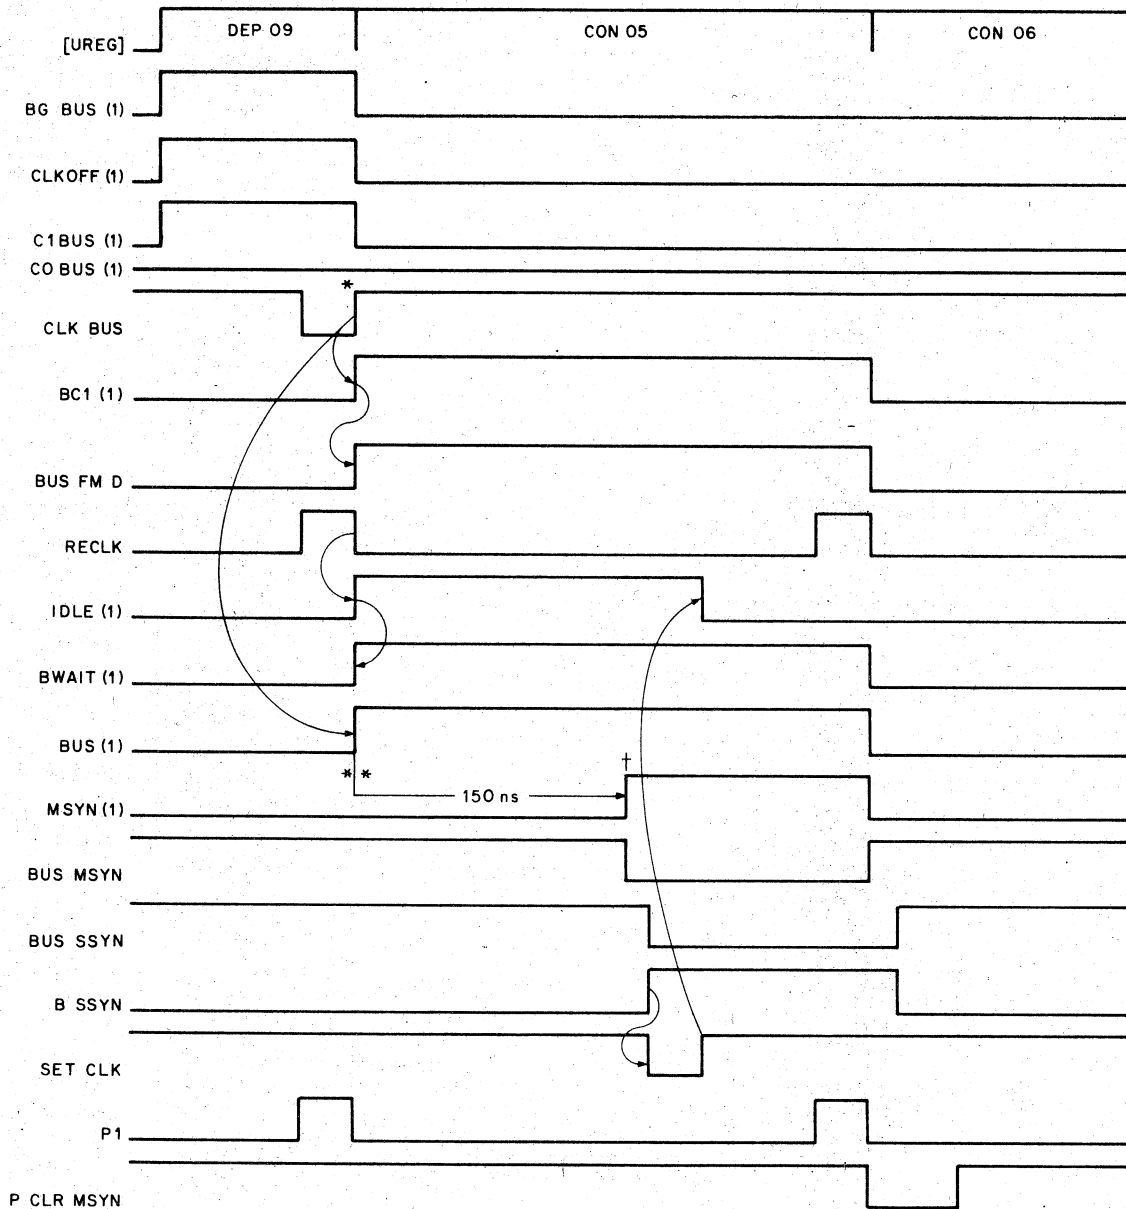 [UREG]
DEP 09
CON 05
CON 06
BG BUS (1)
CLKOFF (1)
C1BUS (1)
CO BUS (1)
*
CLK BUS
BC1 (1)
BUS FM D
RECLK
IDLE (1)
BWAIT (1)
BUS (1)
* *
†
150 ns
MSYN (1)
BUS MSYN
BUS SSYN
B SSYN
SET CLK
P1
P CLR MSYN